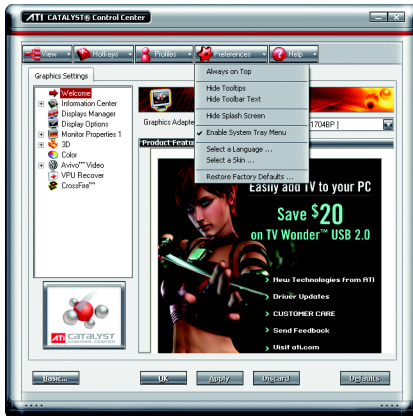 ATI CATALYST® Control Center
View
Hotkeys
Profiles
Preferences
Help
Always on Top
Hide Tooltips
Hide Toolbar Text
Hide Splash Screen
Enable System Tray Menu
Select a Language ...
Select a Skin ...
Restore Factory Defaults ...
Graphics Settings
Welcome
Information Center
Displays Manager
Display Options
Monitor Properties 1
3D
Color
Avivo™ Video
VPU Recover
CrossFire™
Graphics Adapte
1704BP ]
Product Featu
Easily add TV to your PC
Save $20
on TV Wonder™ USB 2.0
New Technologies from ATI
Driver Updates
CUSTOMER CARE
Send Feedback
Visit ati.com
ATI CATALYST
CONTROL CENTER
Basic...
OK
Apply
Discard
Defaults